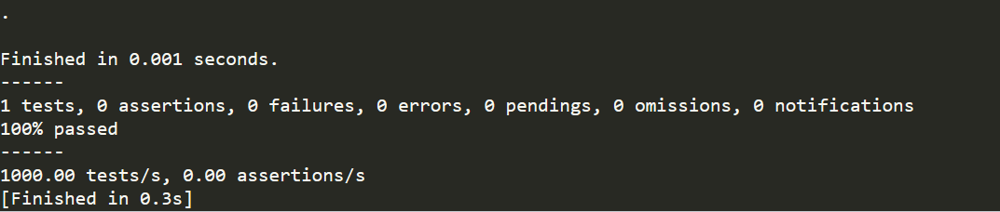 .
Finished in 0.001 seconds.
------
1 tests, 0 assertions, 0 failures, 0 errors, 0 pendings, 0 omissions, 0 notifications
100% passed
------
1000.00 tests/s, 0.00 assertions/s
[Finished in 0.3s]